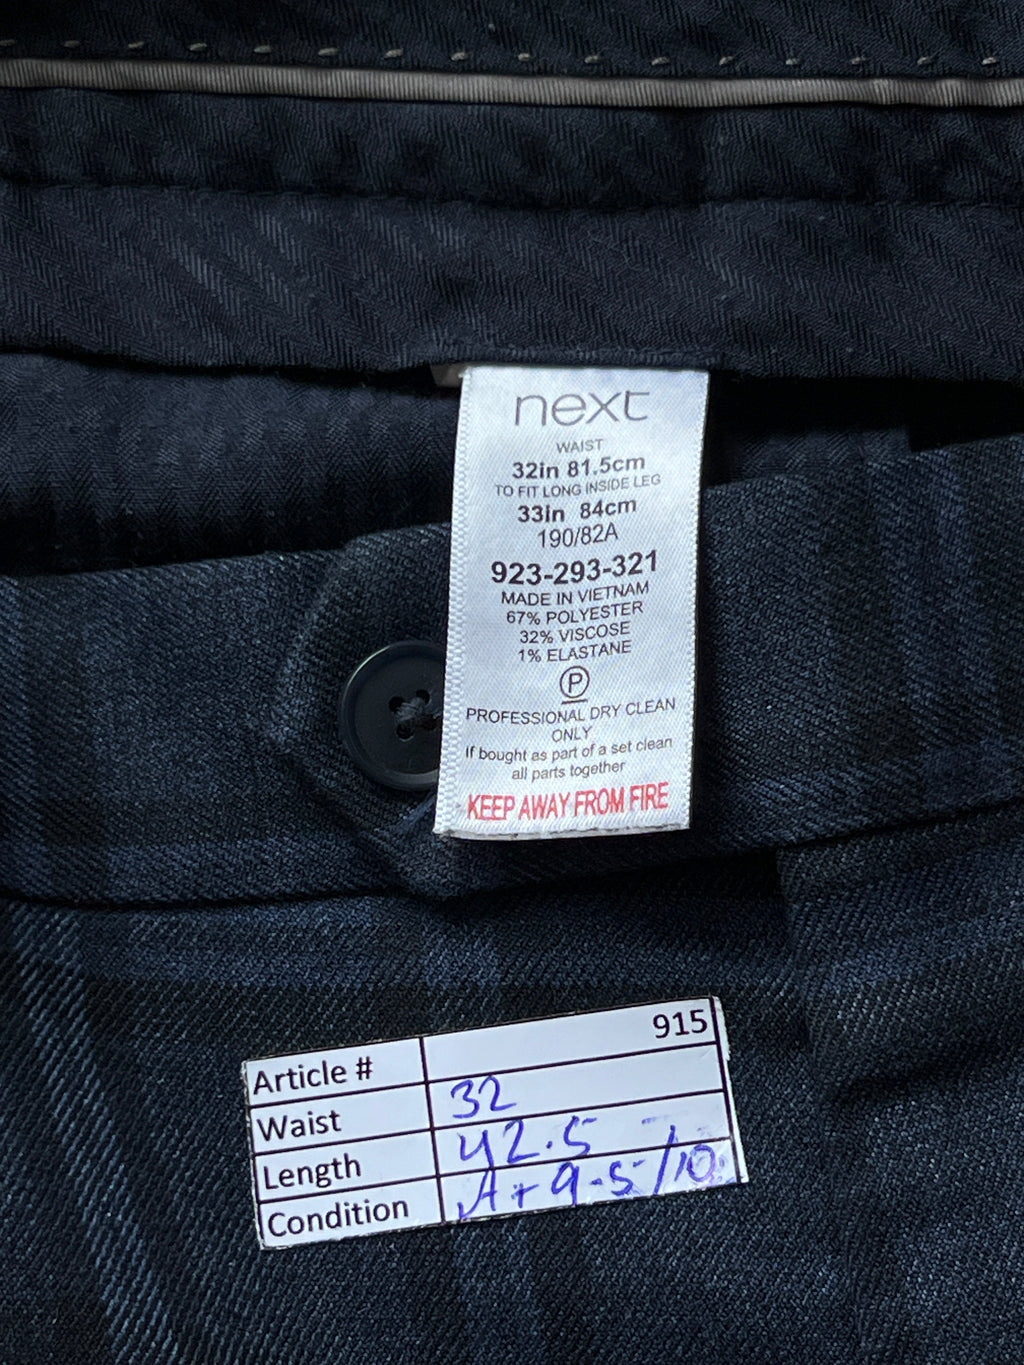 next
WAIST
32in 81.5cm
TO FIT LONG INSIDE LEG
33in 84cm
190/82A
923-293-321
MADE IN VIETNAM
67% POLYESTER
32% VISCOSE
1% ELASTANE
P
PROFESSIONAL DRY CLEAN
ONLY
If bought as part of a set clean
all parts together
KEEP AWAY FROM FIRE
Article # 915
Waist 32
Length 42.5
Condition A+ 9.5/10